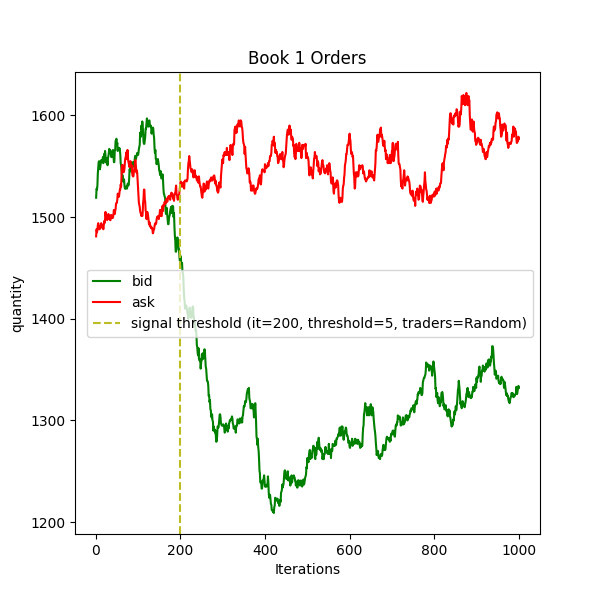 Book 1 Orders
quantity
1600
1500
1400
1300
1200
bid
ask
signal threshold (it=200, threshold=5, traders=Random)
0 200 400 600 800 1000
Iterations